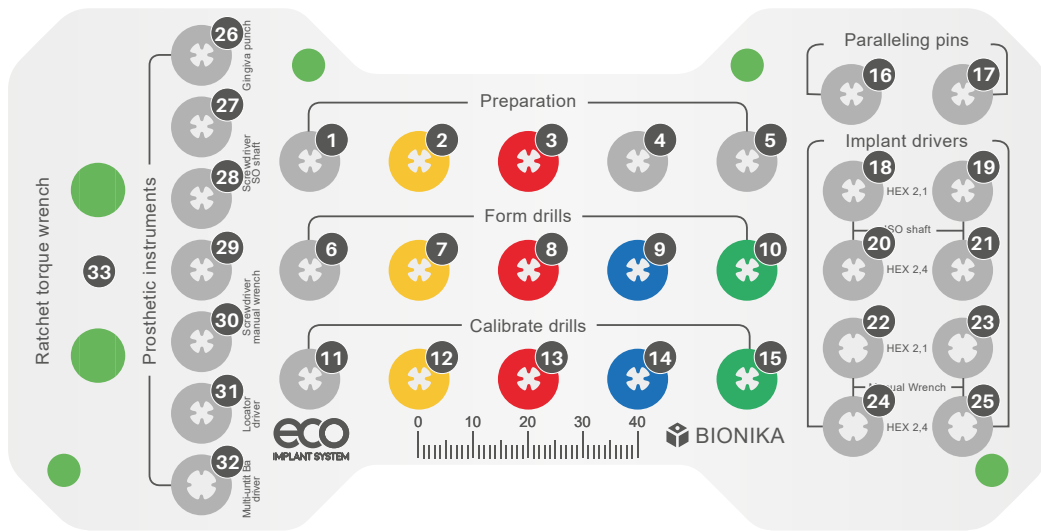 26
Gingiva punch
Paralleling pins
16
17
27
Preparation
1
2
3
4
5
Implant drivers
Screwdriver
SO shaft
28
18
HEX 2,1
19
Form drills
ISO shaft
Ratchet torque wrench
33
Prosthetic instruments
29
6
7
8
9
10
20
HEX 2,4
21
Screwdriver
manual wrench
30
22
HEX 2,1
23
Calibrate drills
11
12
13
14
15
31
Locator
driver
Manual Wrench
24
HEX 2,4
25
eco
IMPLANT SYSTEM
0 10 20 30 40
BIONIKA
32
Multi-untit Ba
driver